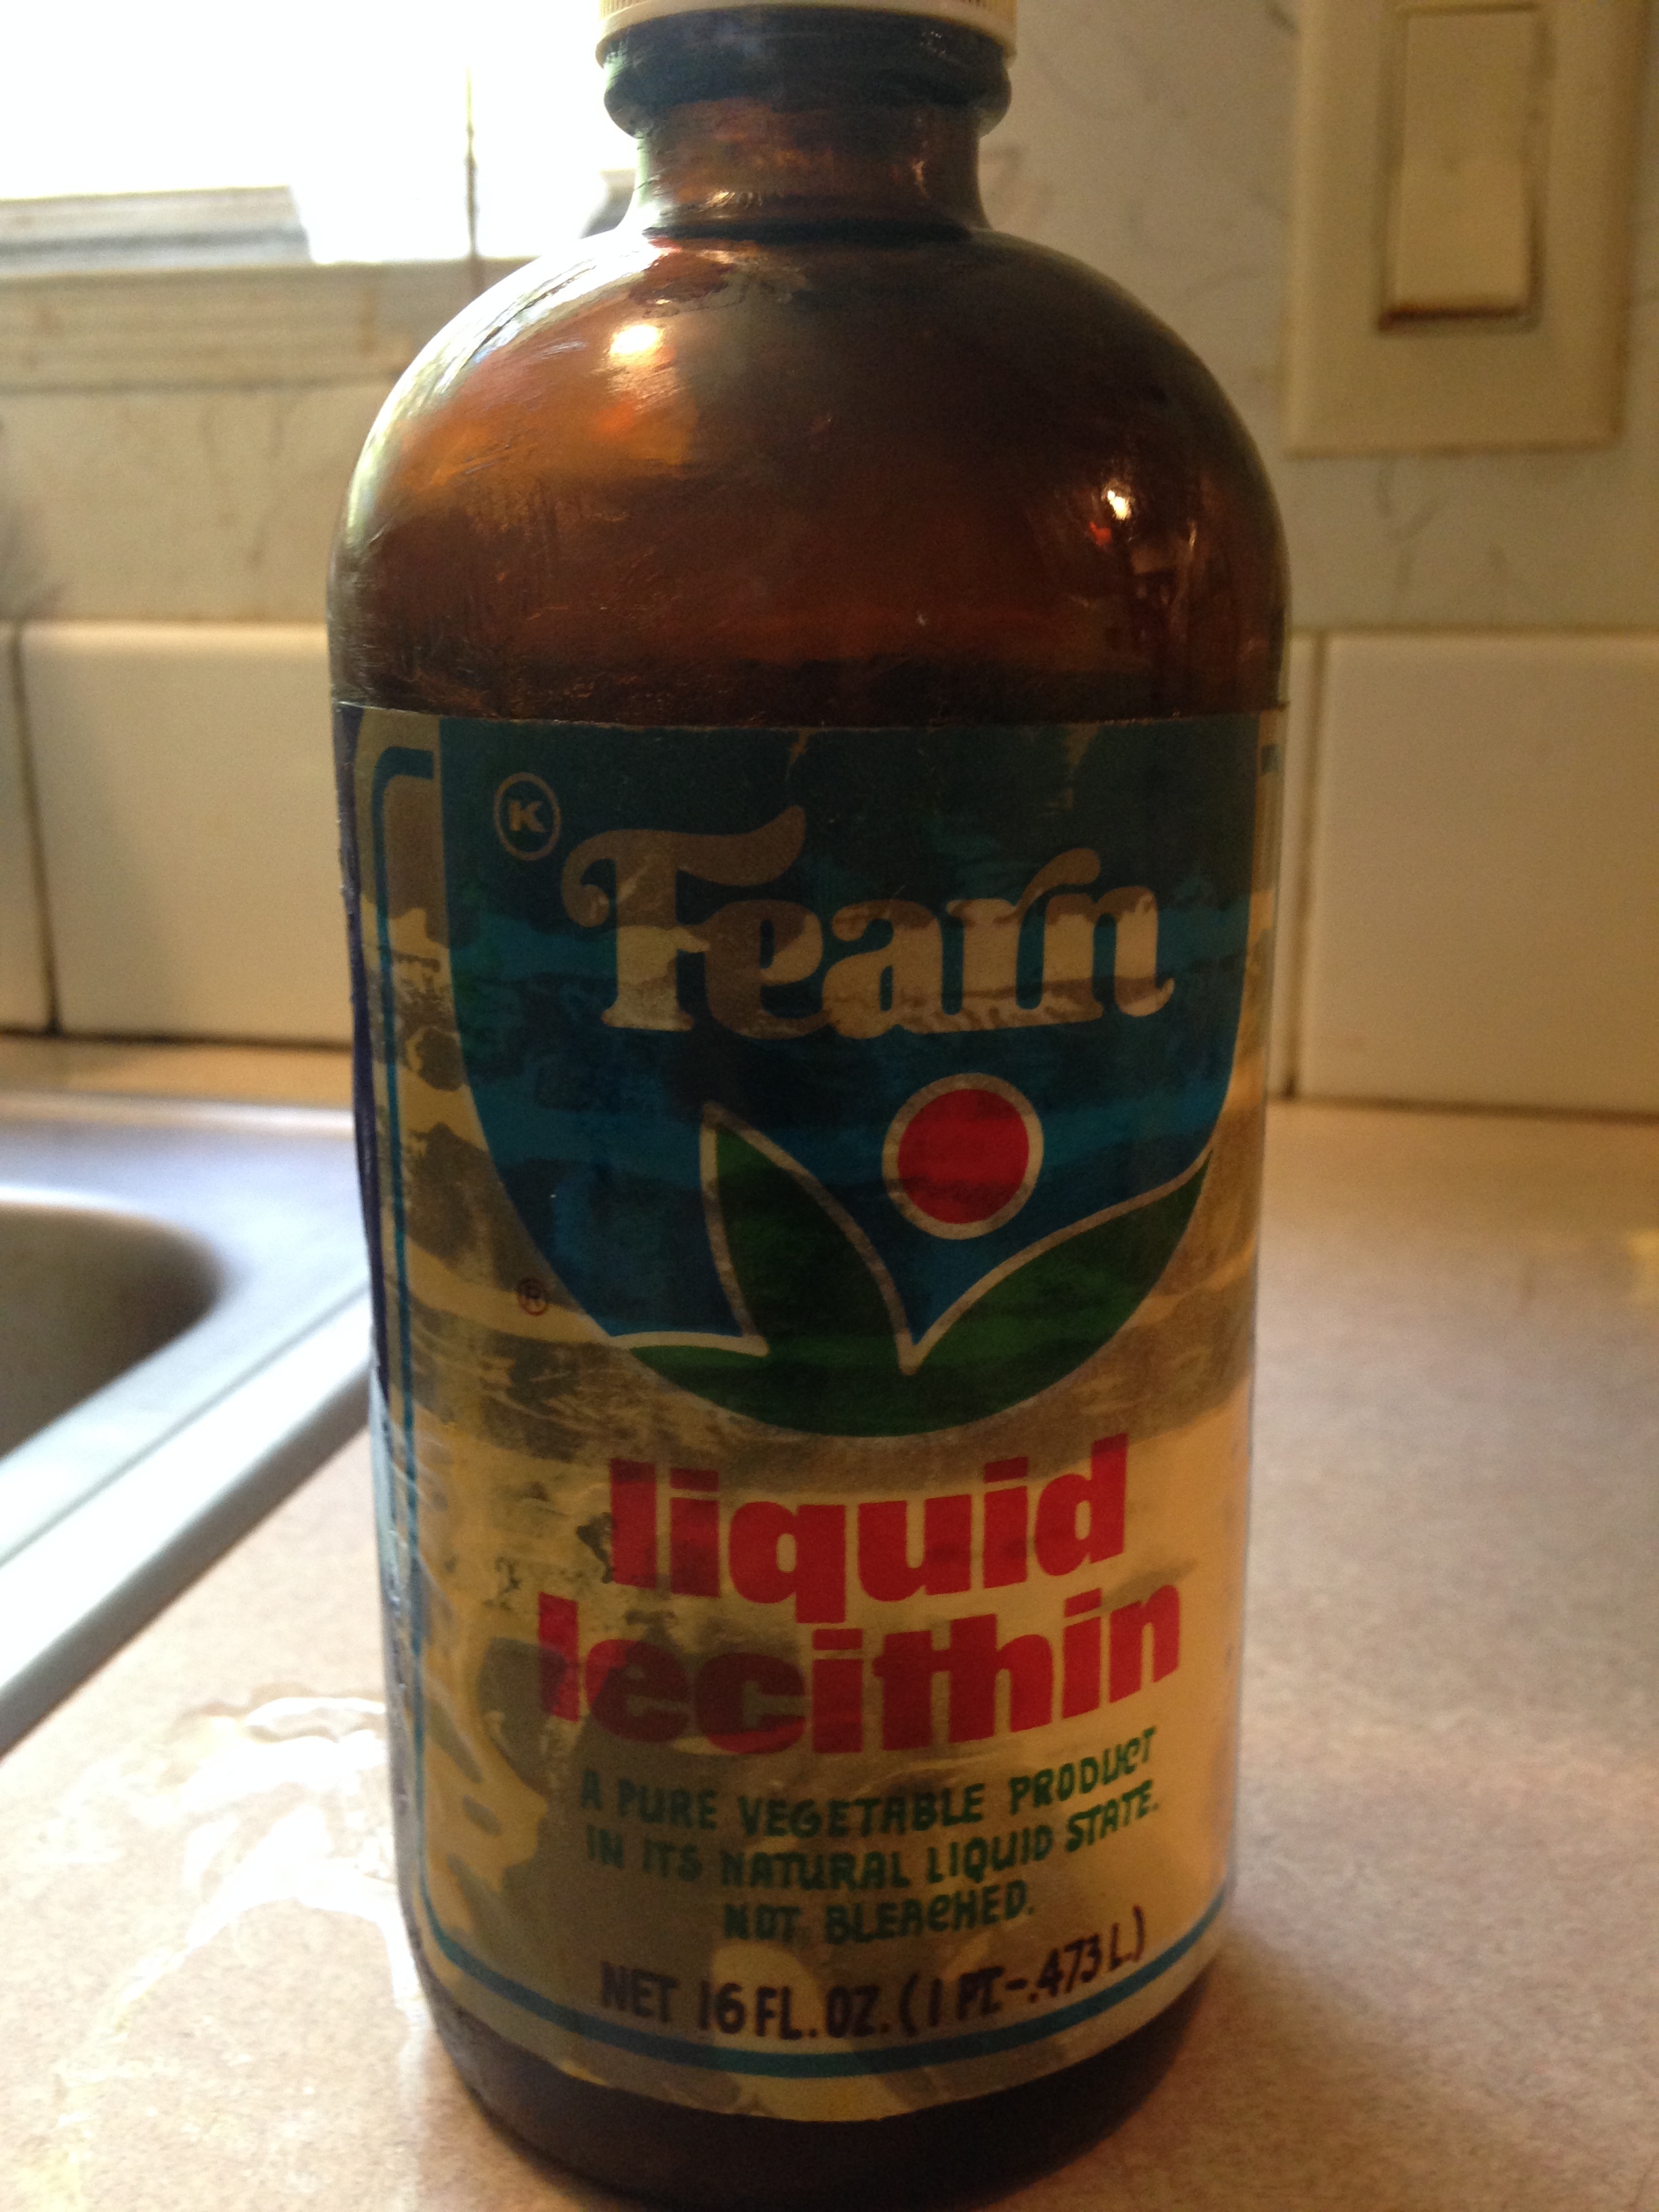 K
Fearn
®
liquid
lecithin
A PURE VEGETABLE PRODUCT
IN ITS NATURAL LIQUID STATE.
NOT BLEACHED.
NET 16 FL. OZ. (1 PT.-.473 L.)